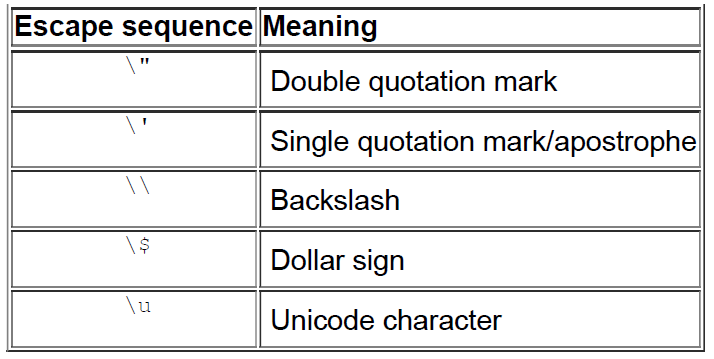 Escape sequence Meaning
\" Double quotation mark
\' Single quotation mark/apostrophe
\\ Backslash
\$ Dollar sign
\u Unicode character